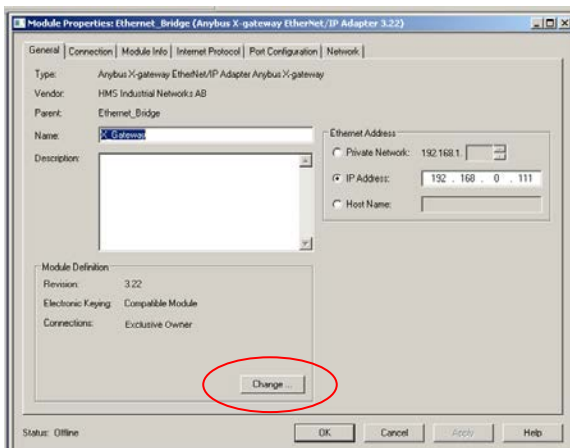 Module Properties: Ethernet_Bridge (Anybus X-gateway EtherNet/IP Adapter 3.22)
General Connection Module Info Internet Protocol Port Configuration Network
Type: Anybus X-gateway EtherNet/IP Adapter Anybus X-gateway
Vendor: HMS Industrial Networks AB
Parent: Ethernet_Bridge
Name: X_Gateway
Description:
Ethernet Address
Private Network: 192.168.1.
IP Address: 192 . 168 . 0 . 111
Host Name:
Module Definition
Revision: 3.22
Electronic Keying: Compatible Module
Connections: Exclusive Owner
Change ...
Status: Offline
OK Cancel Apply Help